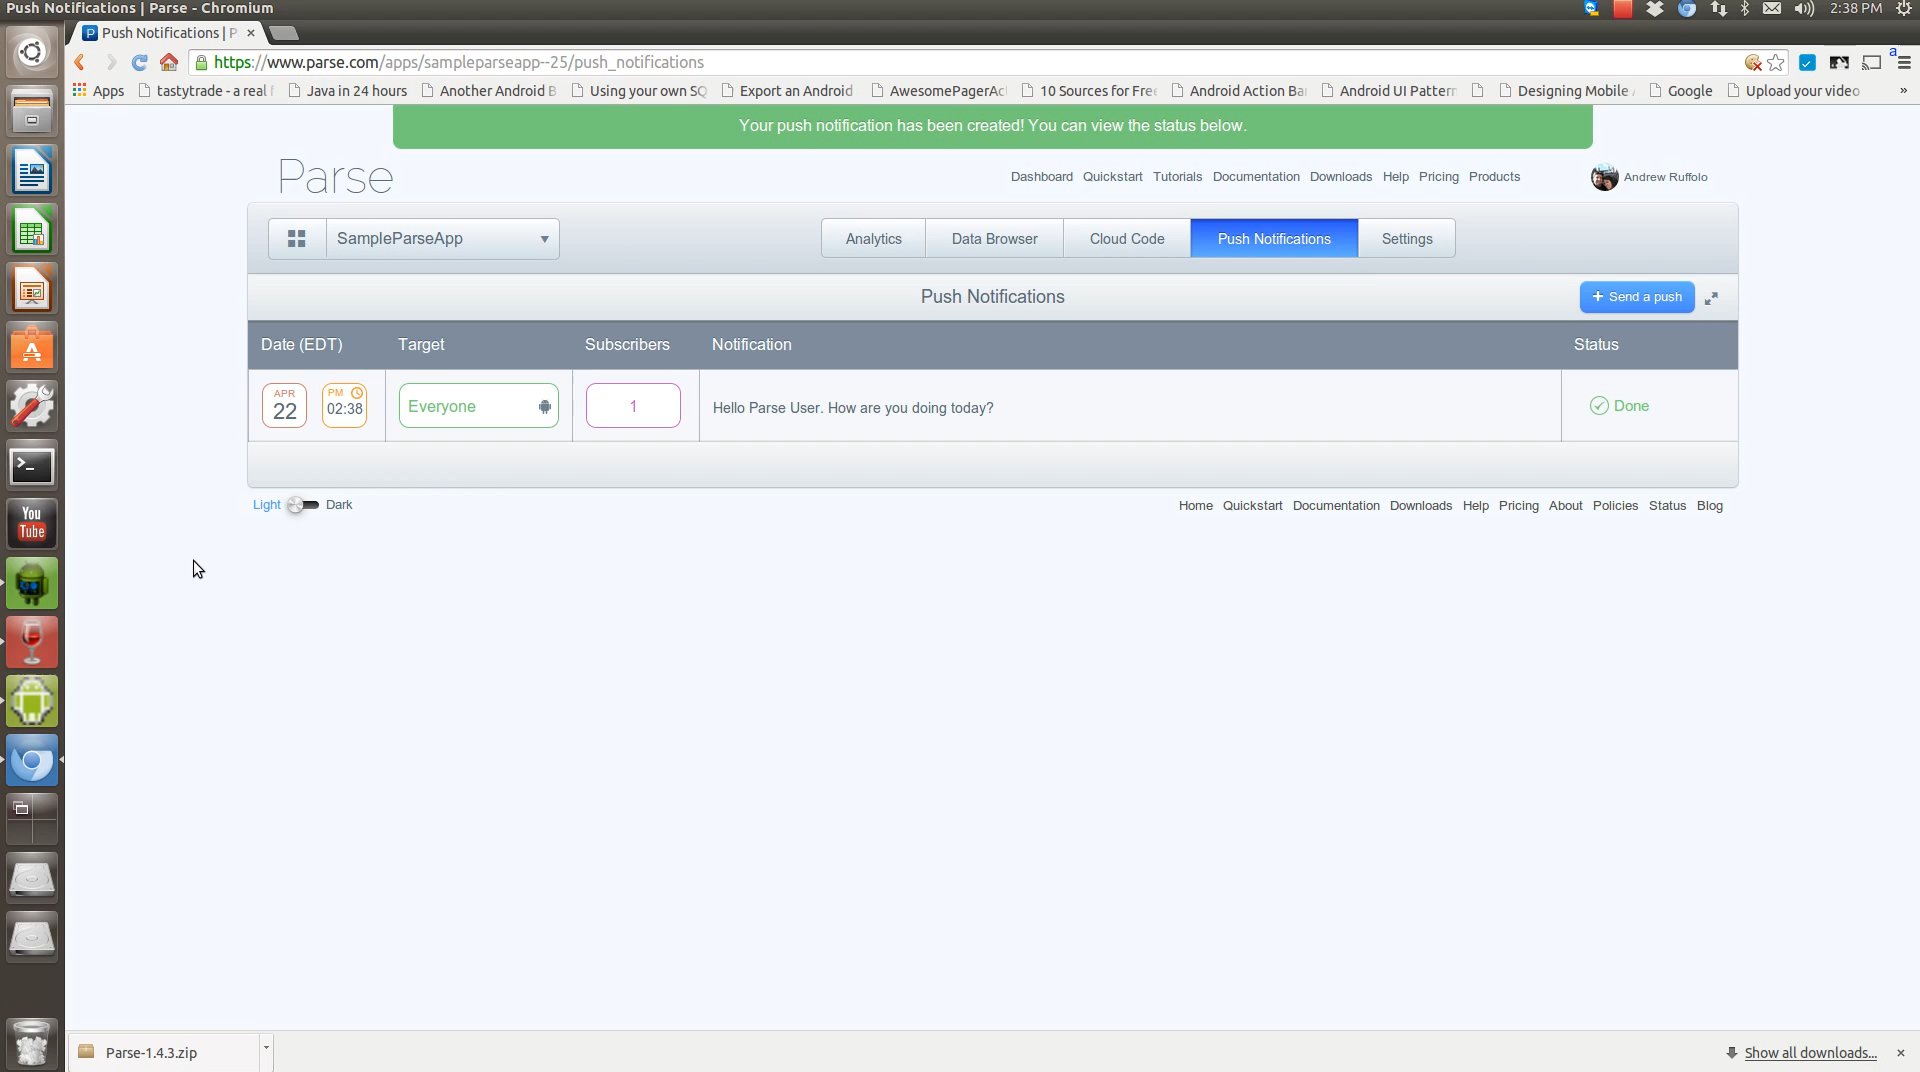 Push Notifications | Parse - Chromium
2:38 PM
Push Notifications | P
https://www.parse.com/apps/sampleparseapp--25/push_notifications
a
Apps tastytrade - a real Java in 24 hours Another Android Using your own SQ Export an Android 10 Sources for Android Action Android UI Designing Mobile Google Upload your video »
Your push notification has been created! You can view the status below.
Parse
Dashboard Quickstart Tutorials Documentation Downloads Help Pricing Products
Andrew Ruffolo
SampleParseApp
Analytics Data Browser Cloud Code Push Notifications Settings
Push Notifications
+ Send a push
Date (EDT) Target Subscribers Notification Status
APR
22
PM
02:38
Everyone
1
Hello Parse User. How are you doing today?
Done
Light Dark
Home Quickstart Documentation Downloads Help Pricing About Policies Status Blog
You
Tube
Parse-1.4.3.zip
Show all downloads...